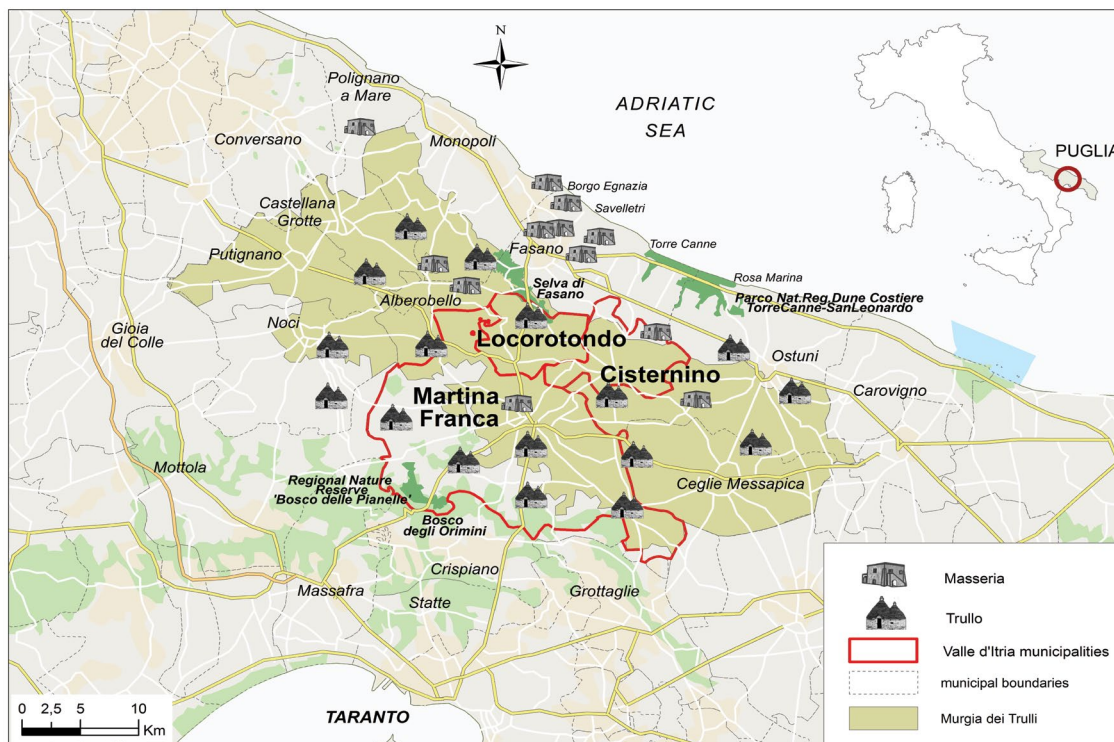 N
ADRIATIC
SEA
PUGLIA
Polignano
a Mare
Conversano
Monopoli
Borgo Egnazia
Savelletri
Castellana
Grotte
Fasano
Torre Canne
Putignano
Rosa Marina
Selva di
Fasano
Parco Nat.Reg.Dune Costiere
TorreCanne-SanLeonardo
Alberobello
Noci
Gioia
del Colle
Locorotondo
Ostuni
Cisternino
Carovigno
Martina
Franca
Mottola
Regional Nature
Reserve
'Bosco delle Pianelle'
Ceglie Messapica
Bosco
degli Orimini
Crispiano
Massafra
Statte
Grottaglie
TARANTO
0 2,5 5 10
Km
Masseria
Trullo
Valle d'Itria municipalities
municipal boundaries
Murgia dei Trulli